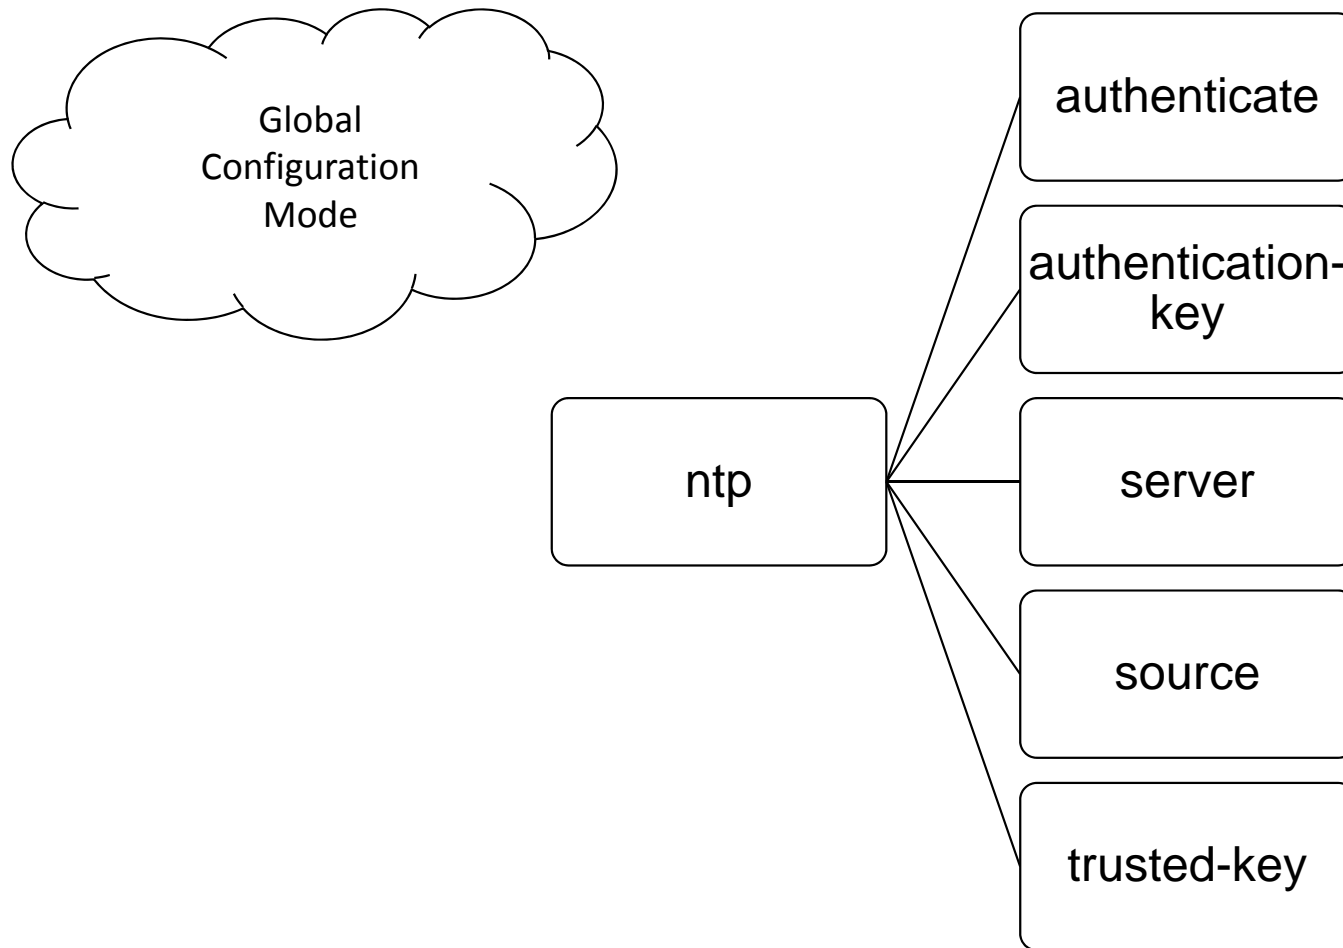 Global
Configuration
Mode
ntp
authenticate
authentication-
key
server
source
trusted-key